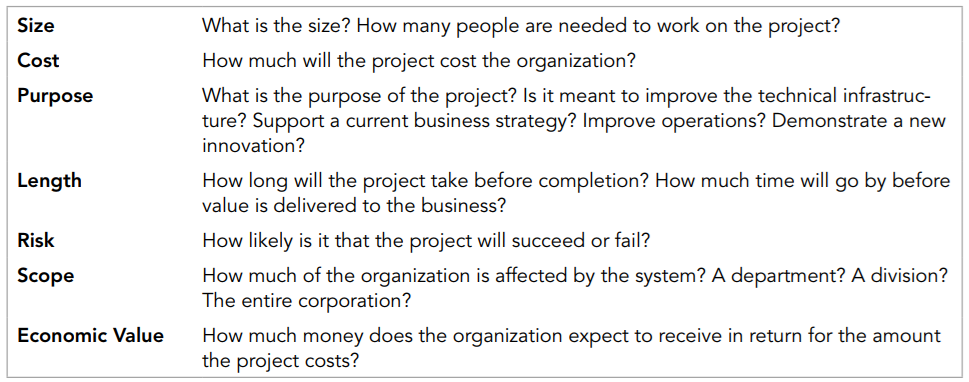 Size What is the size? How many people are needed to work on the project?
Cost How much will the project cost the organization?
Purpose What is the purpose of the project? Is it meant to improve the technical infrastruc-
ture? Support a current business strategy? Improve operations? Demonstrate a new
innovation?
Length How long will the project take before completion? How much time will go by before
value is delivered to the business?
Risk How likely is it that the project will succeed or fail?
Scope How much of the organization is affected by the system? A department? A division?
The entire corporation?
Economic Value How much money does the organization expect to receive in return for the amount
the project costs?